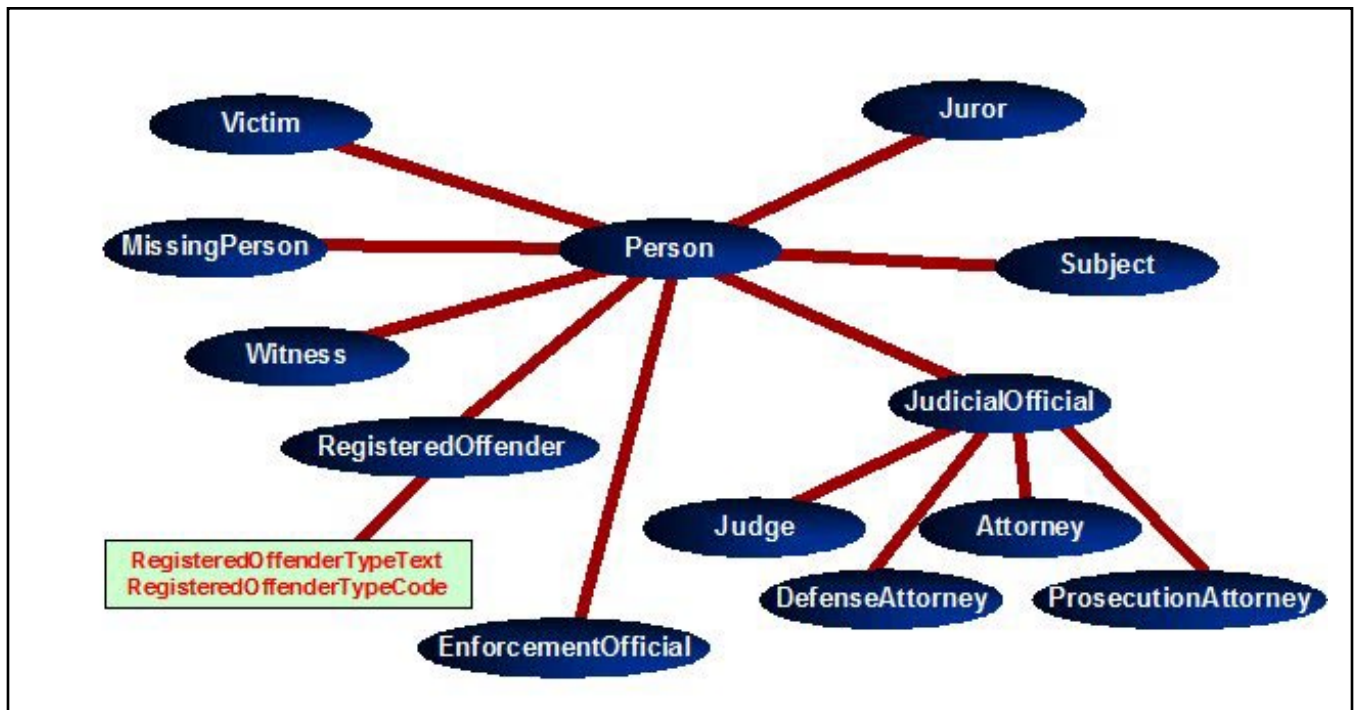 Juror
Victim
Person
MissingPerson
Subject
Witness
JudicialOfficial
RegisteredOffender
Judge
Attorney
RegisteredOffenderTypeText
RegisteredOffenderTypeCode
DefenseAttorney
ProsecutionAttorney
EnforcementOfficial